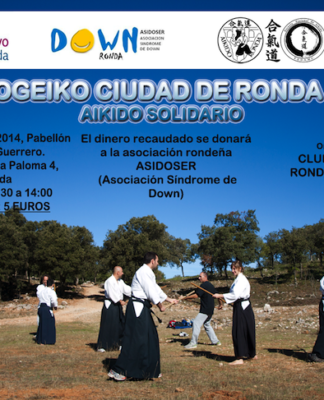 vo
da
DOWN
RONDA
ASIDOSER
ASOCIACIÓN
SÍNDROME
DE DOWN
合氣道
OGEIKO CIUDAD DE RONDA
AIKIDO SOLIDARIO
2014, Pabellón
Guerrero.
a Paloma 4,
da
30 a 14:00
5 EUROS
El dinero recaudado se donará
a la asociación rondeña
ASIDOSER
(Asociación Síndrome de
Down)
CLU
ROND